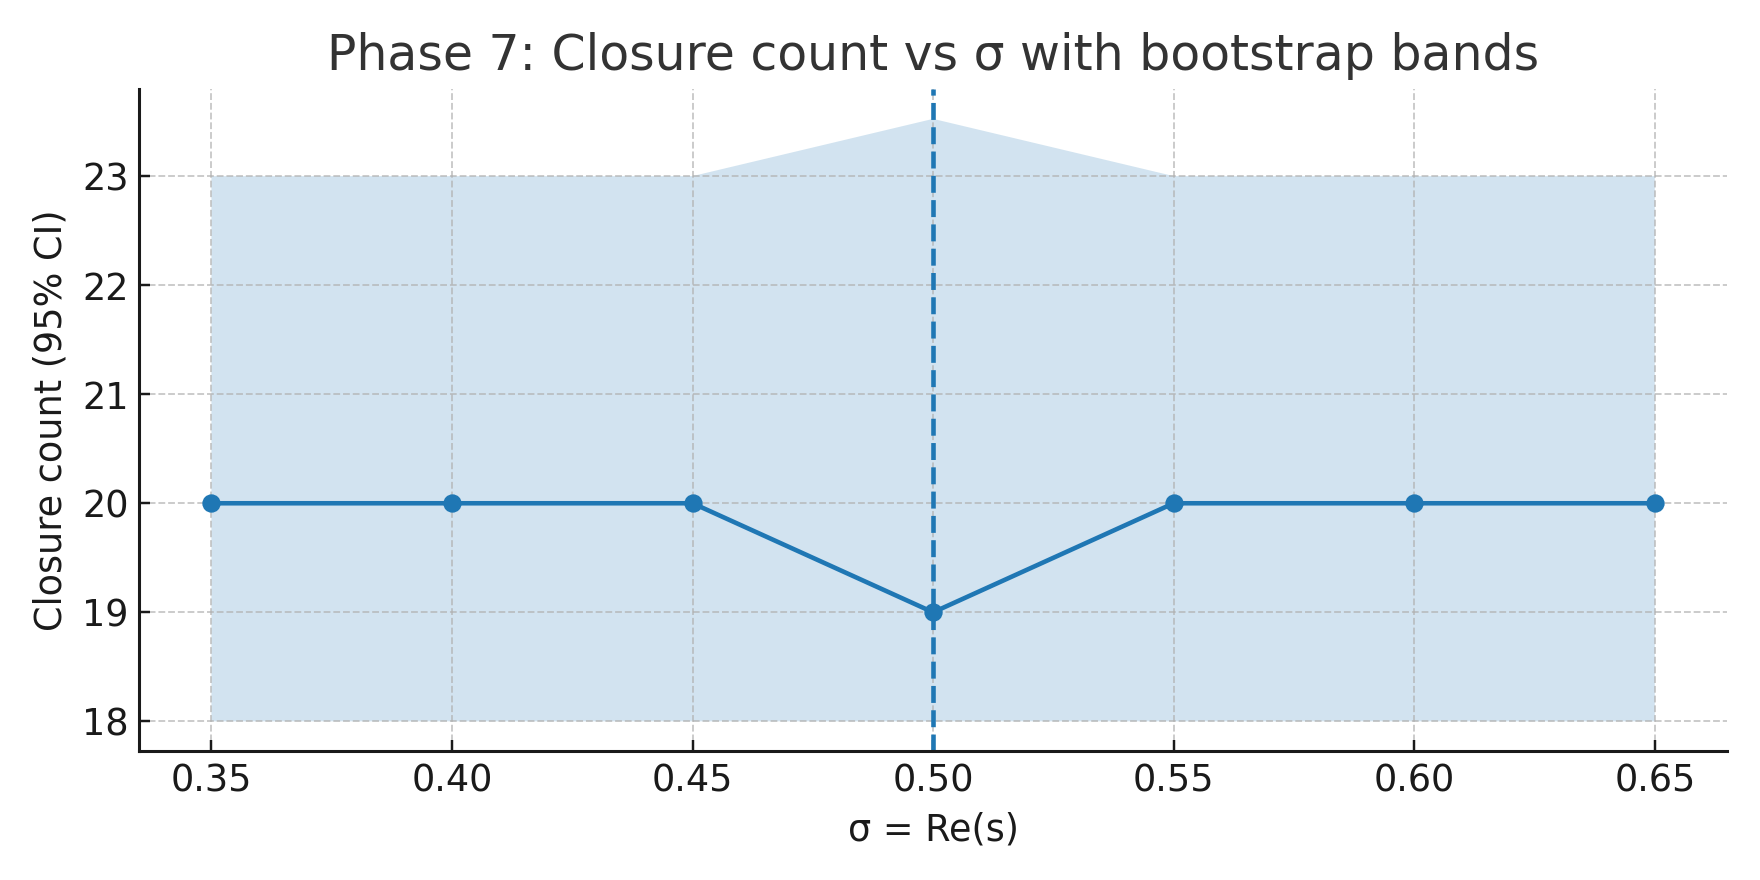 Phase 7: Closure count vs σ with bootstrap bands
Closure count (95% CI)
23
22
21
20
19
18
0.35 0.40 0.45 0.50 0.55 0.60 0.65
σ = Re(s)